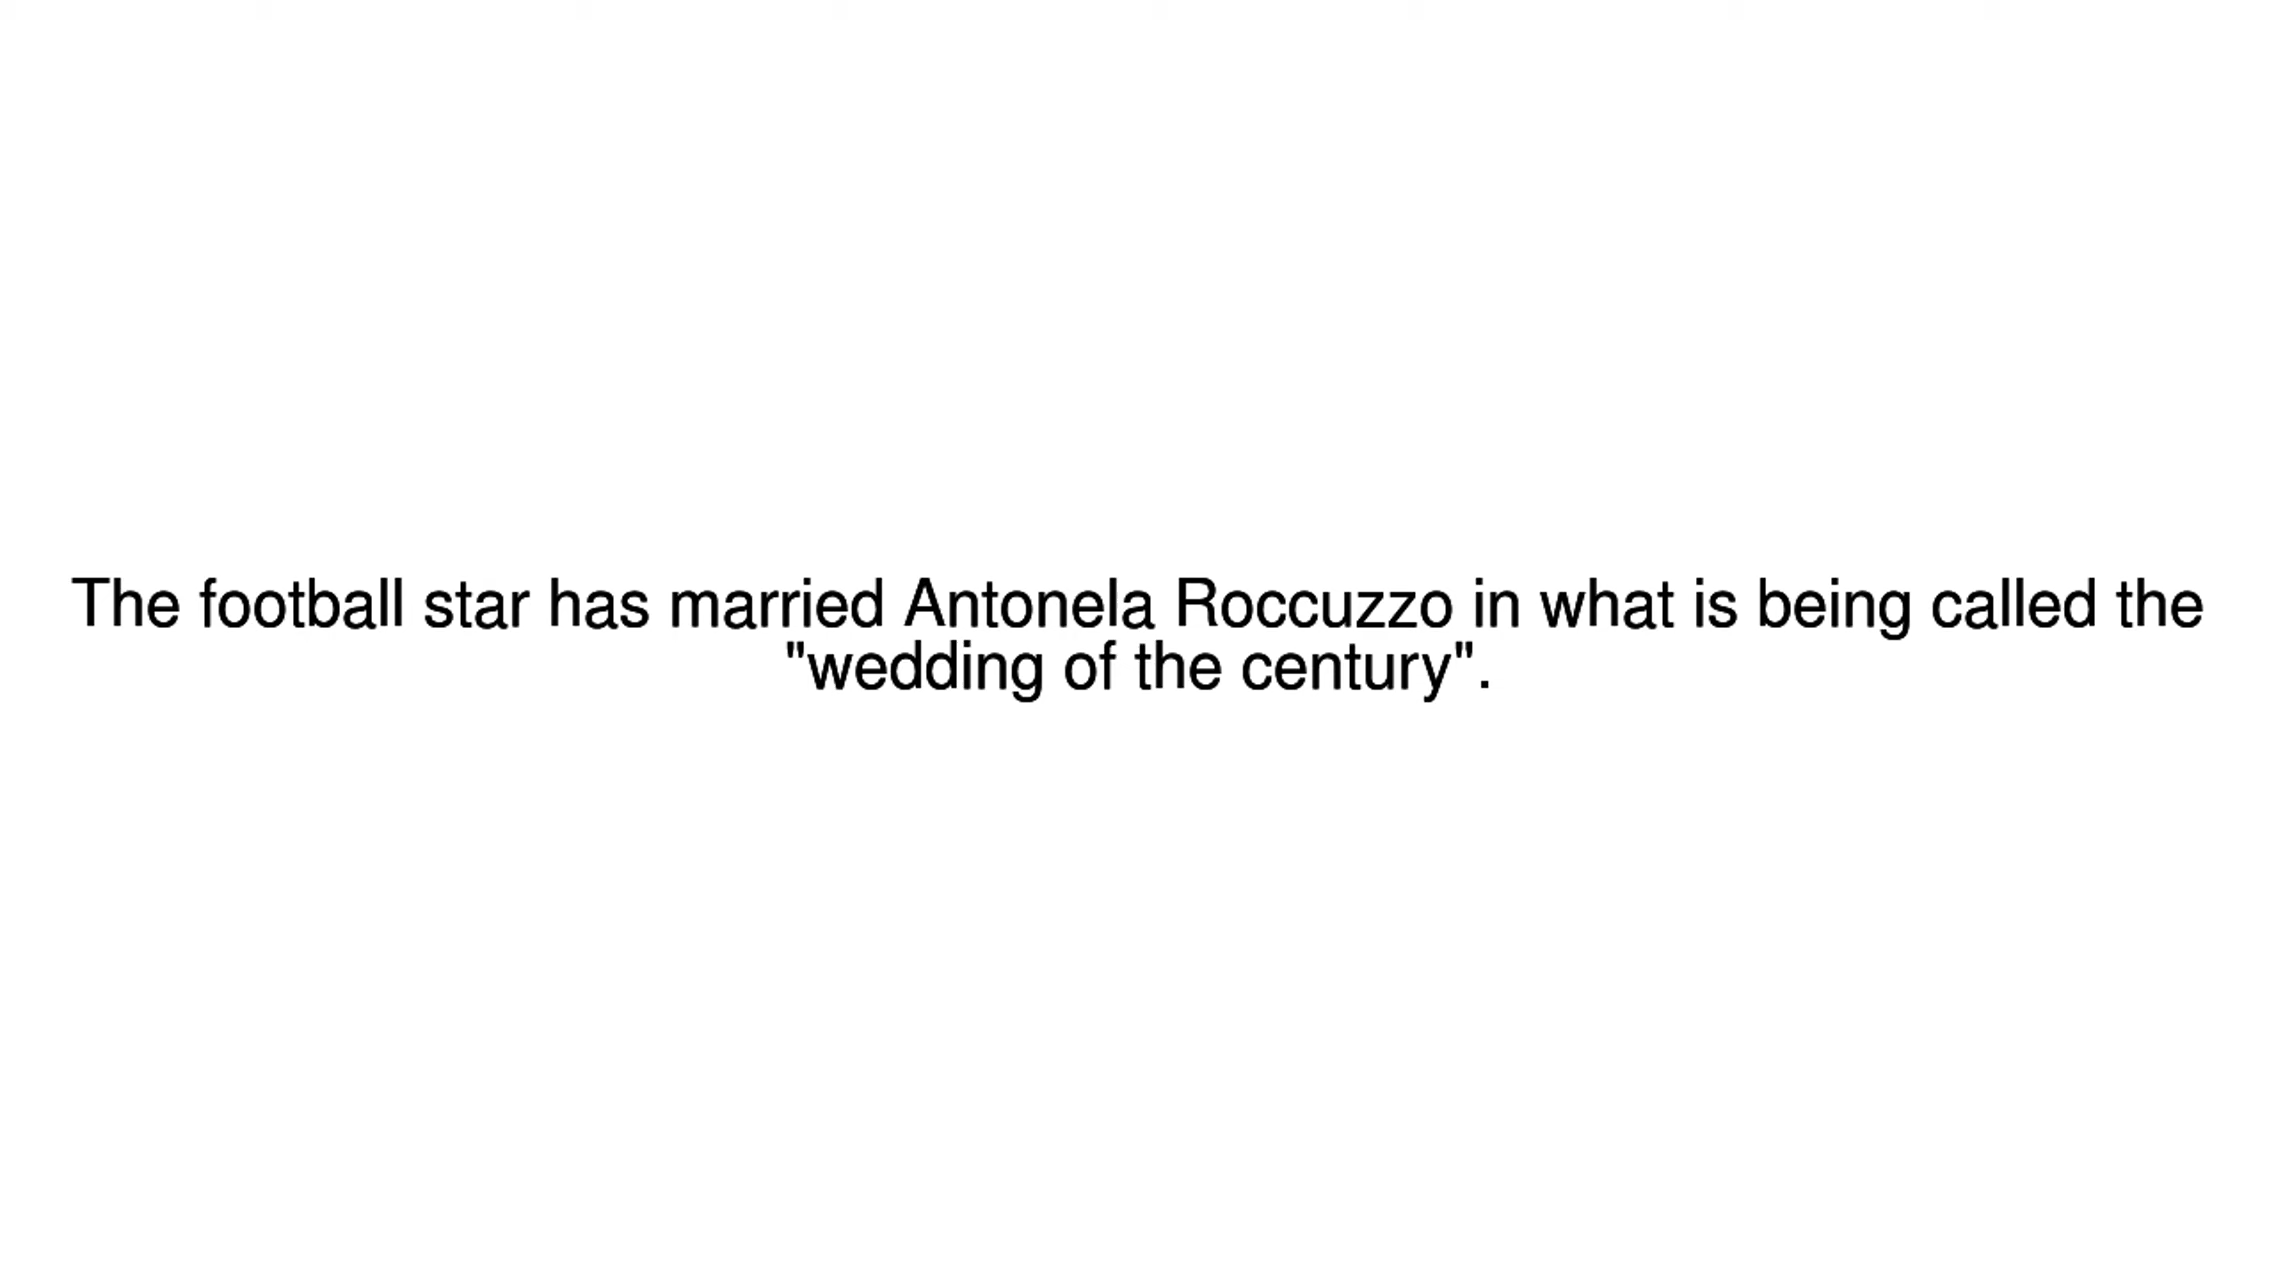 The football star has married Antonela Roccuzzo in what is being called the
"wedding of the century".